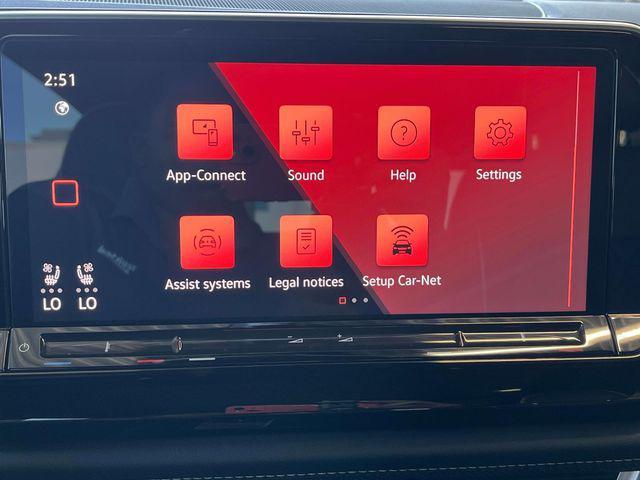 2:51
App-Connect
Sound
Help
Settings
Assist systems
Legal notices
Setup Car-Net
LO
LO